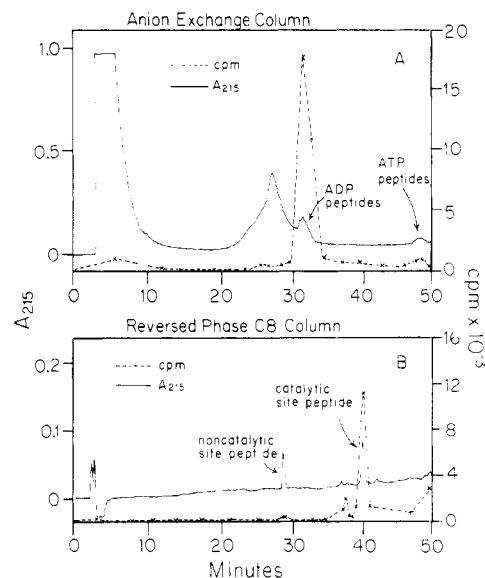 Anion Exchange Column
A
cpm
A215
ADP
peptides
ATP
peptides
1.0
0.5
0
20
15
10
5
0
0
10
20
30
40
50
A215
cpm x 10-3
Reversed Phase C8 Column
B
cpm
A215
catalytic
site peptide
noncatalytic
site peptide
0.2
0.1
0
16
12
8
4
0
0
10
20
30
40
50
Minutes